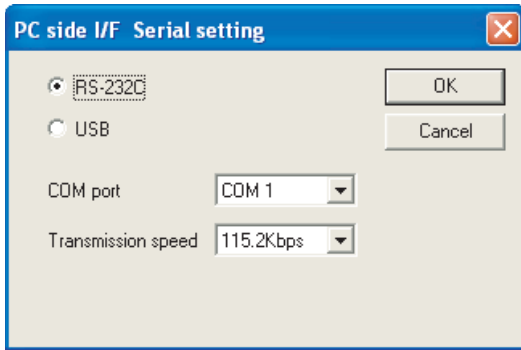 PC side I/F Serial setting
RS-232C
OK
USB
Cancel
COM port
COM 1
Transmission speed
115.2Kbps